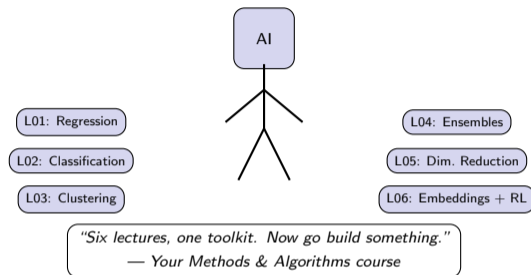 AI
L01: Regression
L02: Classification
L03: Clustering
L04: Ensembles
L05: Dim. Reduction
L06: Embeddings + RL
“Six lectures, one toolkit. Now go build something.”
— Your Methods & Algorithms course